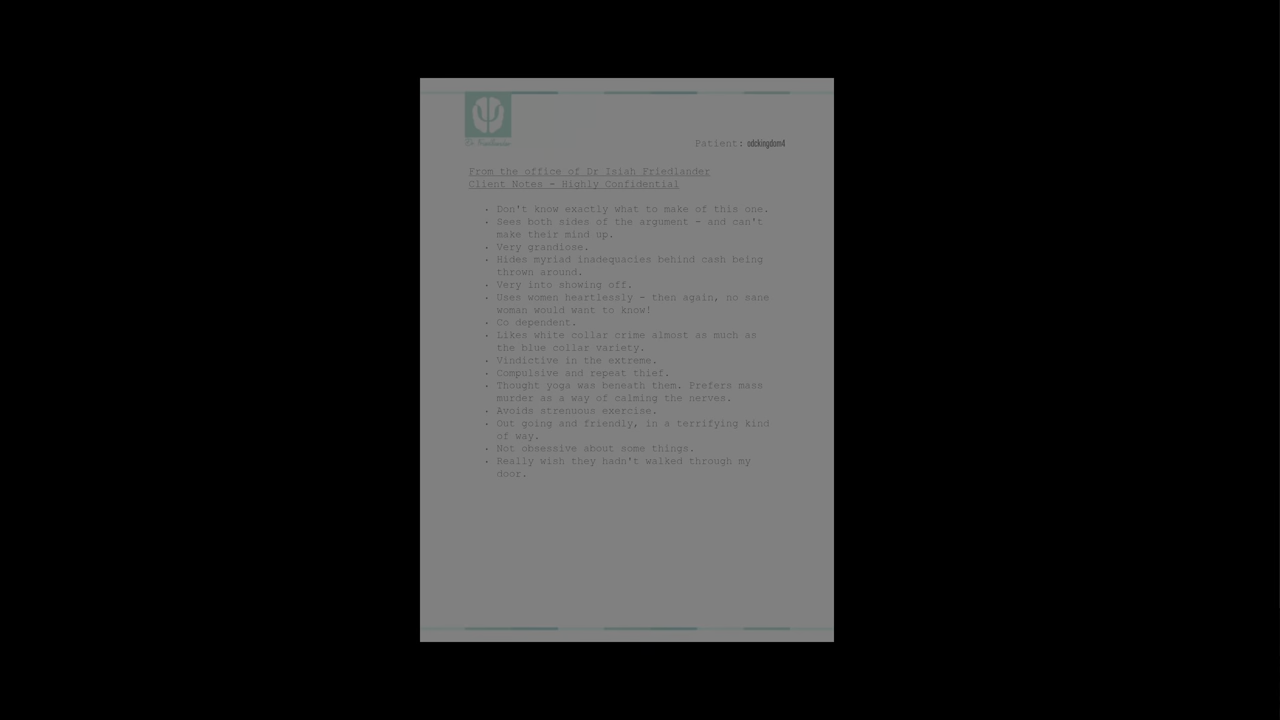 Dr. Friedlander
Patient: odckingdom4
From the office of Dr Isiah Friedlander
Client Notes - Highly Confidential
• Don't know exactly what to make of this one.
• Sees both sides of the argument - and can't
make their mind up.
• Very grandiose.
• Hides myriad inadequacies behind cash being
thrown around.
• Very into showing off.
• Uses woman heartlessly - then again, no sane
woman would want to know!
• Co dependent.
• Likes white collar crime almost as much as
the blue collar variety.
• Vindictive in the extreme.
• Compulsive and repeat thief.
• Thought yoga was beneath them. Prefers mass
murder as a way of calming the nerves.
• Avoids strenuous exercise.
• Out going and friendly, in a terrifying kind
of way.
• Not obsessive about some things.
• Really wish they hadn't walked through my
door.